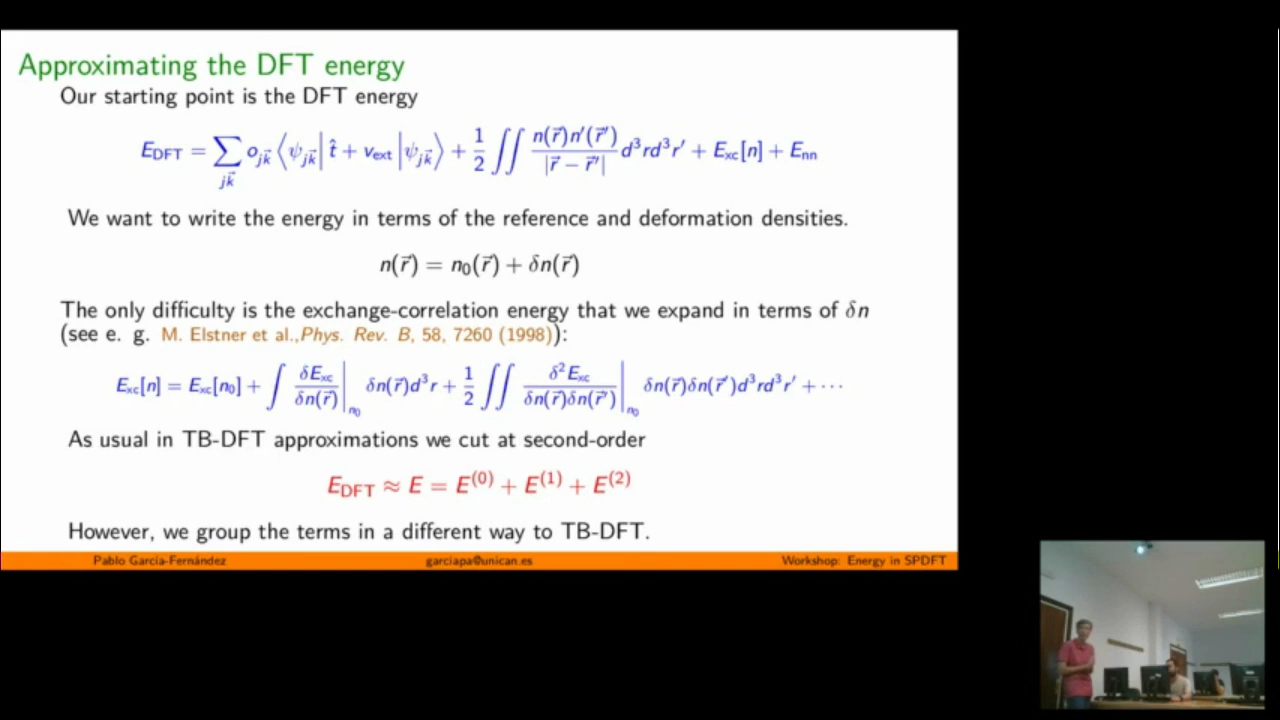 Approximating the DFT energy
Our starting point is the DFT energy
E_DFT = ∑_{jk⃗} o_{jk⃗} ⟨ψ_{jk⃗}| t̂ + v_ext |ψ_{jk⃗}⟩ + 1/2 ∬ n(r⃗)n′(r⃗′)/|r⃗ − r⃗′| d³rd³r′ + E_xc[n] + E_nn
We want to write the energy in terms of the reference and deformation densities.
n(r⃗) = n₀(r⃗) + δn(r⃗)
The only difficulty is the exchange-correlation energy that we expand in terms of δn
(see e. g. M. Elstner et al.,Phys. Rev. B, 58, 7260 (1998)):
E_xc[n] = E_xc[n₀] + ∫ δE_xc/δn(r⃗)|_{n₀} δn(r⃗)d³r + 1/2 ∬ δ²E_xc/δn(r⃗)δn(r⃗′)|_{n₀} δn(r⃗)δn(r⃗′)d³rd³r′ + ⋯
As usual in TB-DFT approximations we cut at second-order
E_DFT ≈ E = E⁽⁰⁾ + E⁽¹⁾ + E⁽²⁾
However, we group the terms in a different way to TB-DFT.
Pablo García-Fernández garciapa@unican.es Workshop: Energy in SPDFT